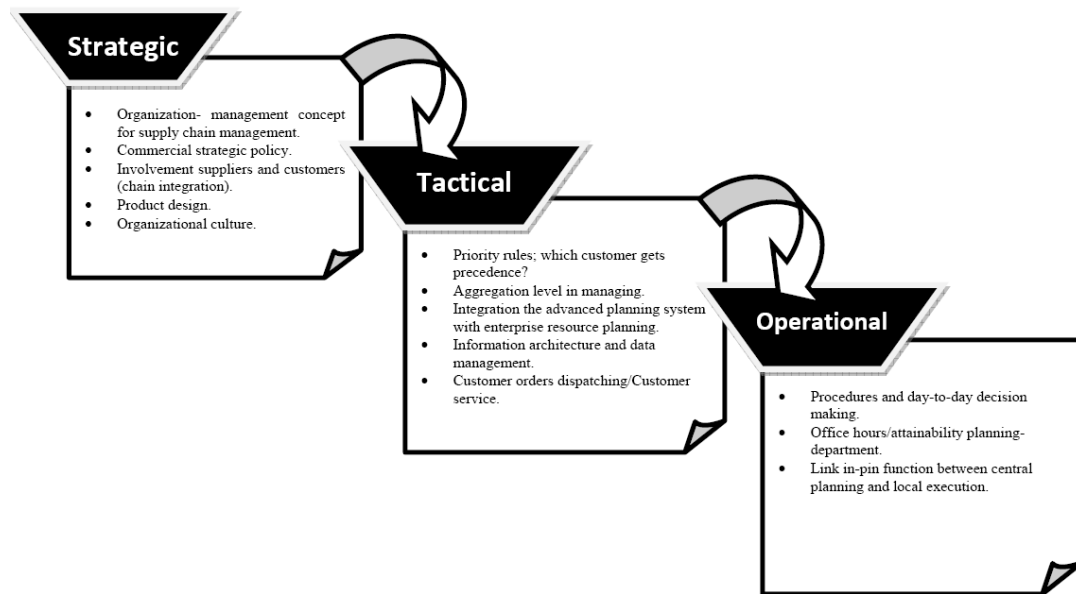 Strategic
• Organization- management concept
for supply chain management.
• Commercial strategic policy.
• Involvement suppliers and customers
(chain integration).
• Product design.
• Organizational culture.
Tactical
• Priority rules; which customer gets
precedence?
• Aggregation level in managing.
• Integration the advanced planning system
with enterprise resource planning.
• Information architecture and data
management.
• Customer orders dispatching/Customer
service.
Operational
• Procedures and day-to-day decision
making.
• Office hours/attainability planning-
department.
• Link in-pin function between central
planning and local execution.